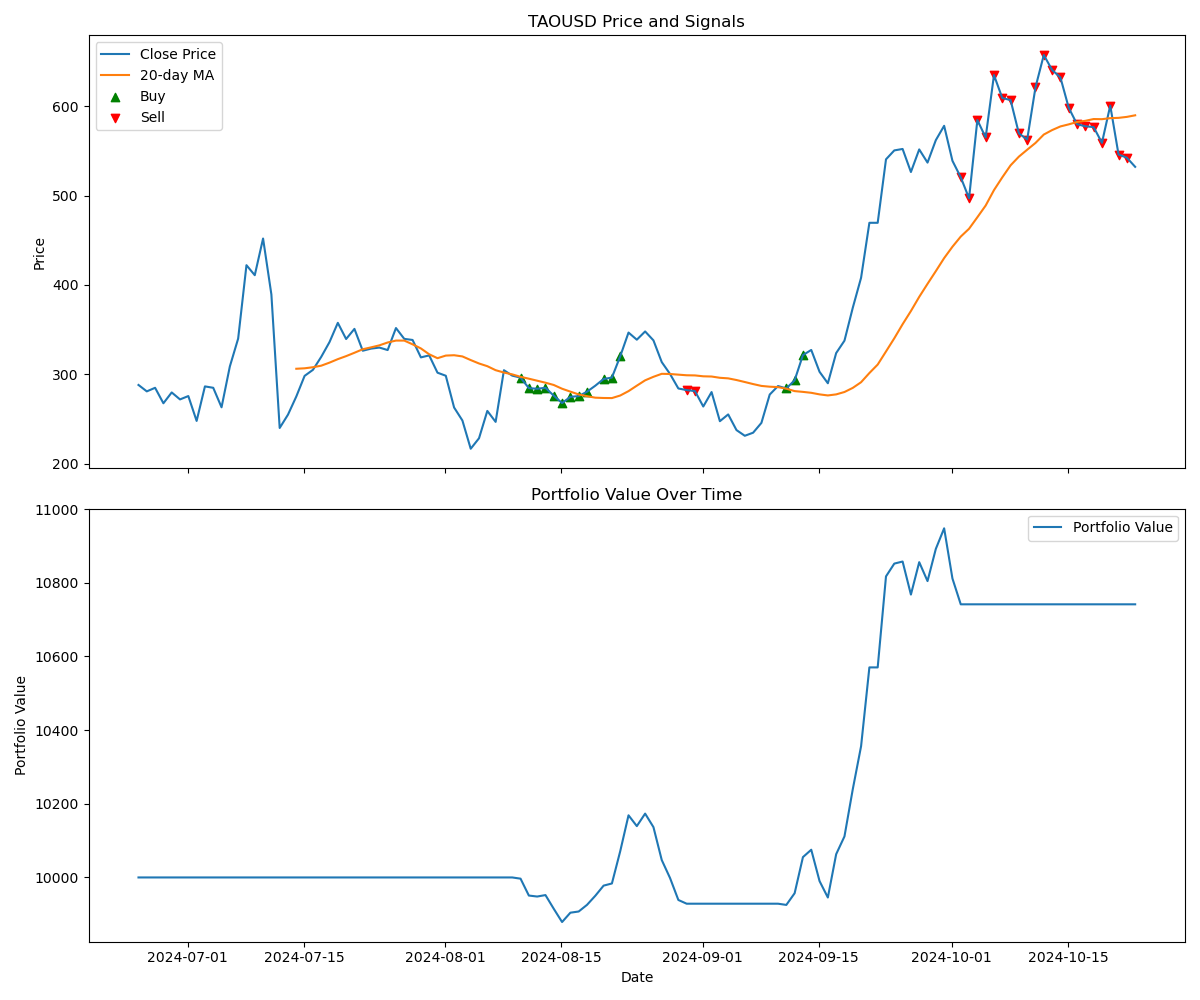 TAOUSD Price and Signals
Close Price
20-day MA
Buy
Sell
Price
600
500
400
300
200
Portfolio Value Over Time
Portfolio Value
Portfolio Value
11000
10800
10600
10400
10200
10000
2024-07-01 2024-07-15 2024-08-01 2024-08-15 2024-09-01 2024-09-15 2024-10-01 2024-10-15
Date